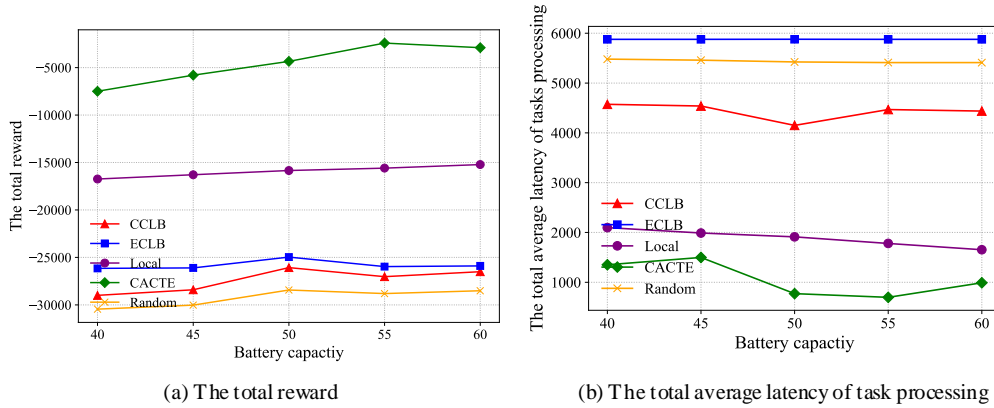 The total reward
−5000
−10000
−15000
−20000
−25000
−30000
CCLB
ECLB
Local
CACTE
Random
40 45 50 55 60
Battery capactiy
(a) The total reward
The total average latency of tasks processing
6000
5000
4000
3000
2000
1000
CCLB
ECLB
Local
CACTE
Random
40 45 50 55 60
Battery capactiy
(b) The total average latency of task processing